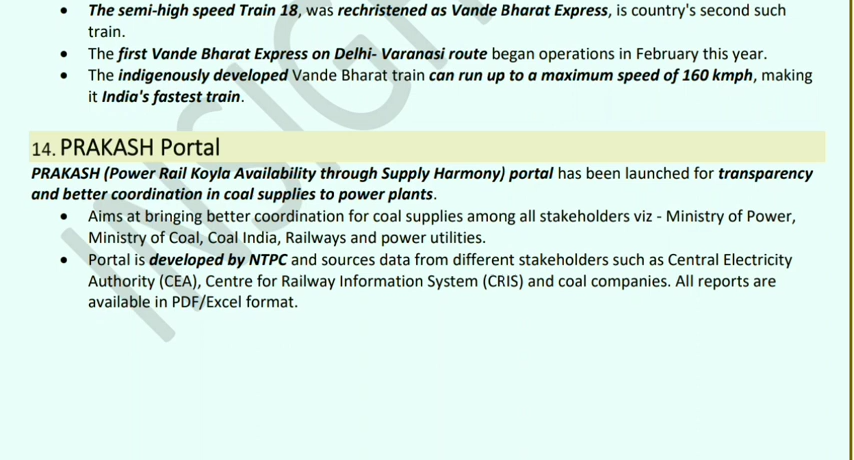 • The semi-high speed Train 18, was rechristened as Vande Bharat Express, is country's second such
train.
• The first Vande Bharat Express on Delhi- Varanasi route began operations in February this year.
• The indigenously developed Vande Bharat train can run up to a maximum speed of 160 kmph, making
it India's fastest train.
14. PRAKASH Portal
PRAKASH (Power Rail Koyla Availability through Supply Harmony) portal has been launched for transparency
and better coordination in coal supplies to power plants.
• Aims at bringing better coordination for coal supplies among all stakeholders viz - Ministry of Power,
Ministry of Coal, Coal India, Railways and power utilities.
• Portal is developed by NTPC and sources data from different stakeholders such as Central Electricity
Authority (CEA), Centre for Railway Information System (CRIS) and coal companies. All reports are
available in PDF/Excel format.
INSIG